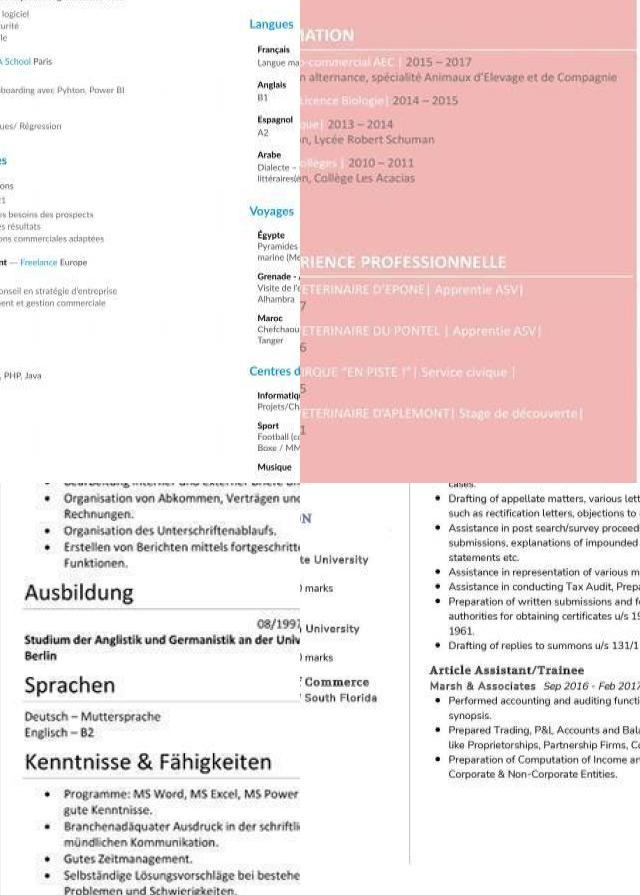 logiciel
urité
le
A School Paris
boarding avec Pyhton, Power BI
ues/ Régression
es
ons
21
s besoins des prospects
s résultats
ons commerciales adaptées
nt — Freelance Europe
onseil en stratégie d'entreprise
ment et gestion commerciale
, PHP, Java
Langues
Français
Langue ma
Anglais
B1
Espagnol
A2
Arabe
Dialecte –
littéraires(
Voyages
Égypte
Pyramides
marine (Me
Grenade -
Visite de l'
Alhambra
Maroc
Chefchaou
Tanger
Centres d
Informatiq
Projets/Ch
Sport
Football (c
Boxe / MM
Musique
MATION
o-commercial AEC | 2015 – 2017
n alternance, spécialité Animaux d'Elevage et de Compagnie
Licence Biologie| 2014 – 2015
que| 2013 – 2014
n, Lycée Robert Schuman
ollèges | 2010 – 2011
en, Collège Les Acacias
RIENCE PROFESSIONNELLE
ETERINAIRE D'EPONE| Apprentie ASV|
7
ETERINAIRE DU PONTEL | Apprentie ASV|
6
IRQUE "EN PISTE !"| Service civique |
5
ETERINAIRE D'APLEMONT| Stage de découverte|
1
• Organisation von Abkommen, Verträgen und
Rechnungen.
• Organisation des Unterschriftenablaufs.
• Erstellen von Berichten mittels fortgeschritte
Funktionen.
Ausbildung
08/1997
Studium der Anglistik und Germanistik an der Univ
Berlin
Sprachen
Deutsch – Muttersprache
Englisch – B2
Kenntnisse & Fähigkeiten
• Programme: MS Word, MS Excel, MS Power
gute Kenntnisse.
• Branchenadäquater Ausdruck in der schriftli
mündlichen Kommunikation.
• Gutes Zeitmanagement.
• Selbständige Lösungsvorschläge bei bestehe
Problemen und Schwierigkeiten.
N
te University
) marks
University
) marks
f Commerce
South Florida
cases.
• Drafting of appellate matters, various lett
such as rectification letters, objections to
• Assistance in post search/survey proceed
submissions, explanations of impounded
statements etc.
• Assistance in representation of various m
• Assistance in conducting Tax Audit, Prepa
• Preparation of written submissions and fo
authorities for obtaining certificates u/s 19
1961.
• Drafting of replies to summons u/s 131/1
Article Assistant/Trainee
Marsh & Associates Sep 2016 - Feb 2017
• Performed accounting and auditing functi
synopsis.
• Prepared Trading, P&L Accounts and Bala
like Proprietorships, Partnership Firms, Co
• Preparation of Computation of Income an
Corporate & Non-Corporate Entities.